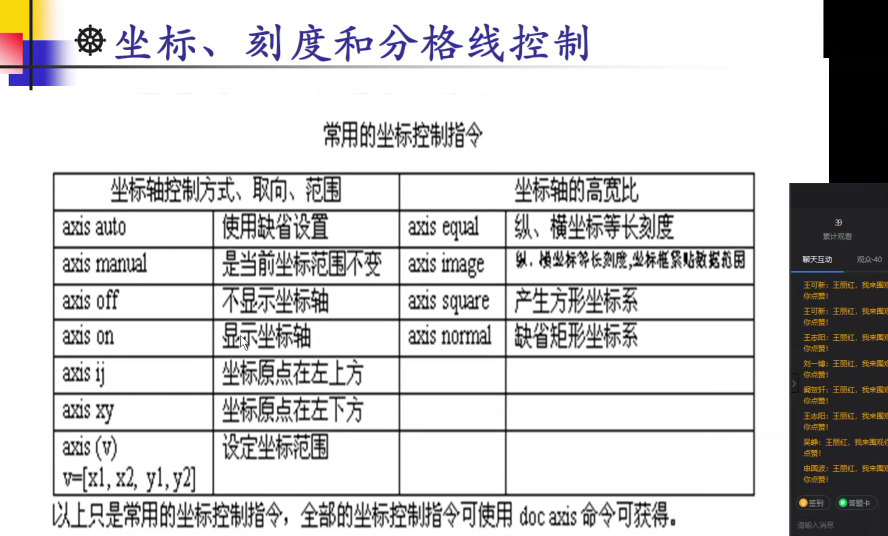 坐标、刻度和分格线控制
常用的坐标控制指令
坐标轴控制方式、取向、范围 坐标轴的高宽比
axis auto 使用缺省设置 axis equal 纵、横坐标等长刻度
axis manual 是当前坐标范围不变 axis image 纵、横坐标等长刻度,坐标框紧贴数据范围
axis off 不显示坐标轴 axis square 产生方形坐标系
axis on 显示坐标轴 axis normal 缺省矩形坐标系
axis ij 坐标原点在左上方
axis xy 坐标原点在左下方
axis (v) 设定坐标范围
v=[x1, x2, y1,y2]
以上只是常用的坐标控制指令，全部的坐标控制指令可使用 doc axis 命令可获得。
39
累计观看
聊天互动 观众·40
王可新：王丽红，我来围观
你点赞！
王可新：王丽红，我来围观
你点赞！
王志阳：王丽红，我来围观
你点赞！
刘一博：王丽红，我来围观
你点赞！
阚贺轩：王丽红，我来围观
你点赞！
王志阳：王丽红，我来围观
你点赞！
吴峥：王丽红，我来围观你
点赞！
申国波：王丽红，我来围观
你点赞！
签到 答题卡
请输入消息